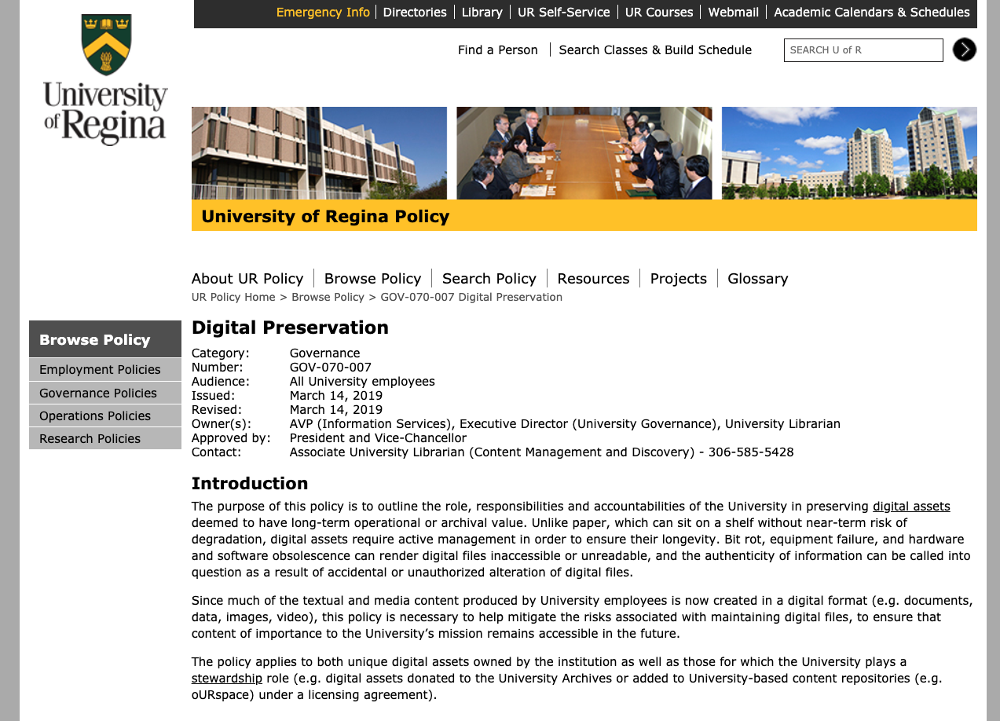 Emergency Info Directories Library UR Self-Service UR Courses Webmail Academic Calendars & Schedules
Find a Person Search Classes & Build Schedule SEARCH U of R
University
of Regina
University of Regina Policy
About UR Policy Browse Policy Search Policy Resources Projects Glossary
UR Policy Home > Browse Policy > GOV-070-007 Digital Preservation
Browse Policy
Employment Policies
Governance Policies
Operations Policies
Research Policies
Digital Preservation
Category: Governance
Number: GOV-070-007
Audience: All University employees
Issued: March 14, 2019
Revised: March 14, 2019
Owner(s): AVP (Information Services), Executive Director (University Governance), University Librarian
Approved by: President and Vice-Chancellor
Contact: Associate University Librarian (Content Management and Discovery) - 306-585-5428
Introduction
The purpose of this policy is to outline the role, responsibilities and accountabilities of the University in preserving digital assets
deemed to have long-term operational or archival value. Unlike paper, which can sit on a shelf without near-term risk of
degradation, digital assets require active management in order to ensure their longevity. Bit rot, equipment failure, and hardware
and software obsolescence can render digital files inaccessible or unreadable, and the authenticity of information can be called into
question as a result of accidental or unauthorized alteration of digital files.
Since much of the textual and media content produced by University employees is now created in a digital format (e.g. documents,
data, images, video), this policy is necessary to help mitigate the risks associated with maintaining digital files, to ensure that
content of importance to the University’s mission remains accessible in the future.
The policy applies to both unique digital assets owned by the institution as well as those for which the University plays a
stewardship role (e.g. digital assets donated to the University Archives or added to University-based content repositories (e.g.
oURspace) under a licensing agreement).